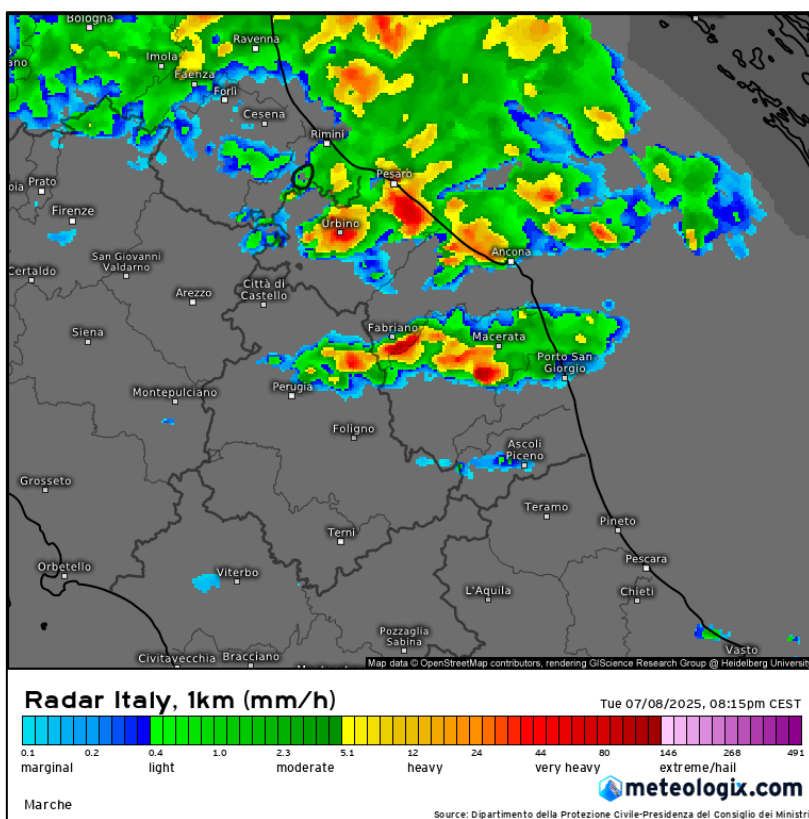 Bologna
Ravenna
Imola
Faenza
Forlì
Cesena
Rimini
Prato
Pesaro
Firenze
Urbino
San Giovanni
Valdarno
Ancona
Certaldo
Arezzo
Città di
Castello
Siena
Fabriano
Macerata
Porto San
Giorgio
Perugia
Montepulciano
Foligno
Ascoli
Piceno
Grosseto
Teramo
Pineto
Terni
Pescara
Orbetello
Viterbo
L'Aquila
Chieti
Pozzaglia
Sabina
Vasto
Civitavecchia
Bracciano
Map data © OpenStreetMap contributors, rendering GIScience Research Group @ Heidelberg University
Radar Italy, 1km (mm/h)
Tue 07/08/2025, 08:15pm CEST
0.1 0.2 0.4 1.0 2.3 5.1 12 24 44 80 146 268 491
marginal light moderate heavy very heavy extreme/hail
meteologix.com
Marche
Source: Dipartimento della Protezione Civile-Presidenza del Consiglio dei Ministri